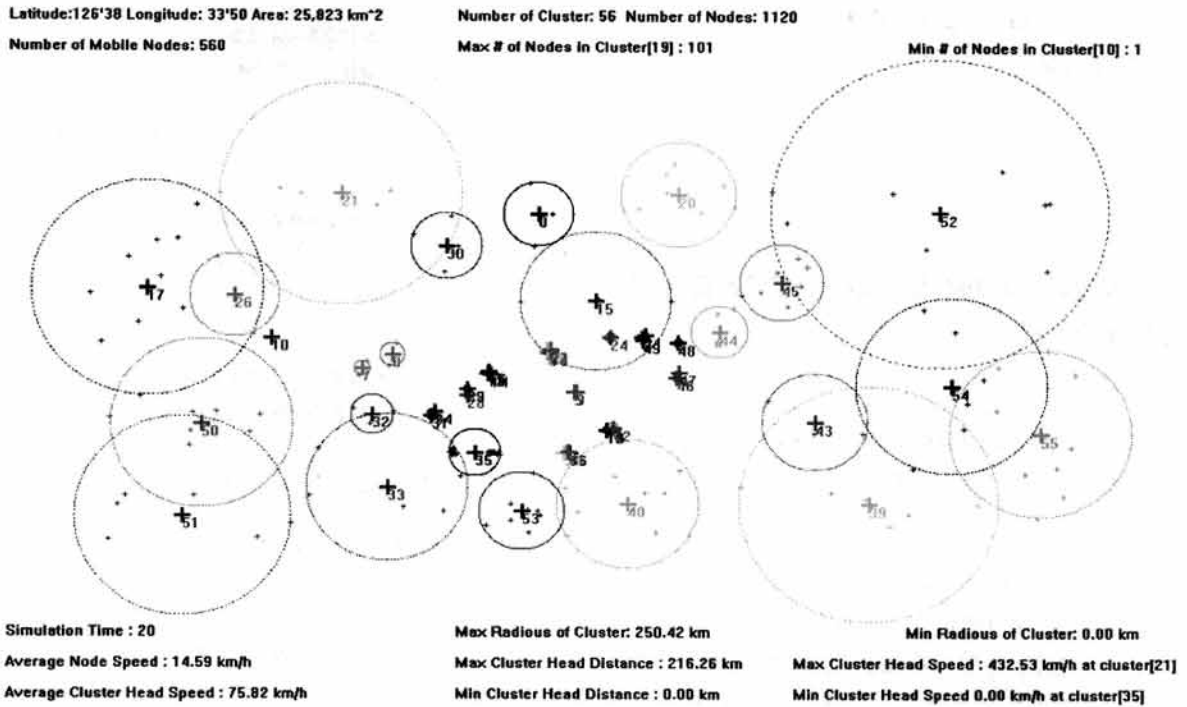 Latitude:126'38 Longitude: 33'50 Area: 25,823 km^2
Number of Cluster: 56 Number of Nodes: 1120
Number of Mobile Nodes: 560
Max # of Nodes in Cluster[19] : 101
Min # of Nodes in Cluster[10] : 1
21
20
0
52
30
17
26
15
45
10
24
49
48
44
47
46
28
9
54
32
31
50
43
55
35
36
33
40
39
51
53
Simulation Time : 20
Max Radious of Cluster: 250.42 km
Min Radious of Cluster: 0.00 km
Average Node Speed : 14.59 km/h
Max Cluster Head Distance : 216.26 km
Max Cluster Head Speed : 432.53 km/h at cluster[21]
Average Cluster Head Speed : 75.82 km/h
Min Cluster Head Distance : 0.00 km
Min Cluster Head Speed 0.00 km/h at cluster[35]